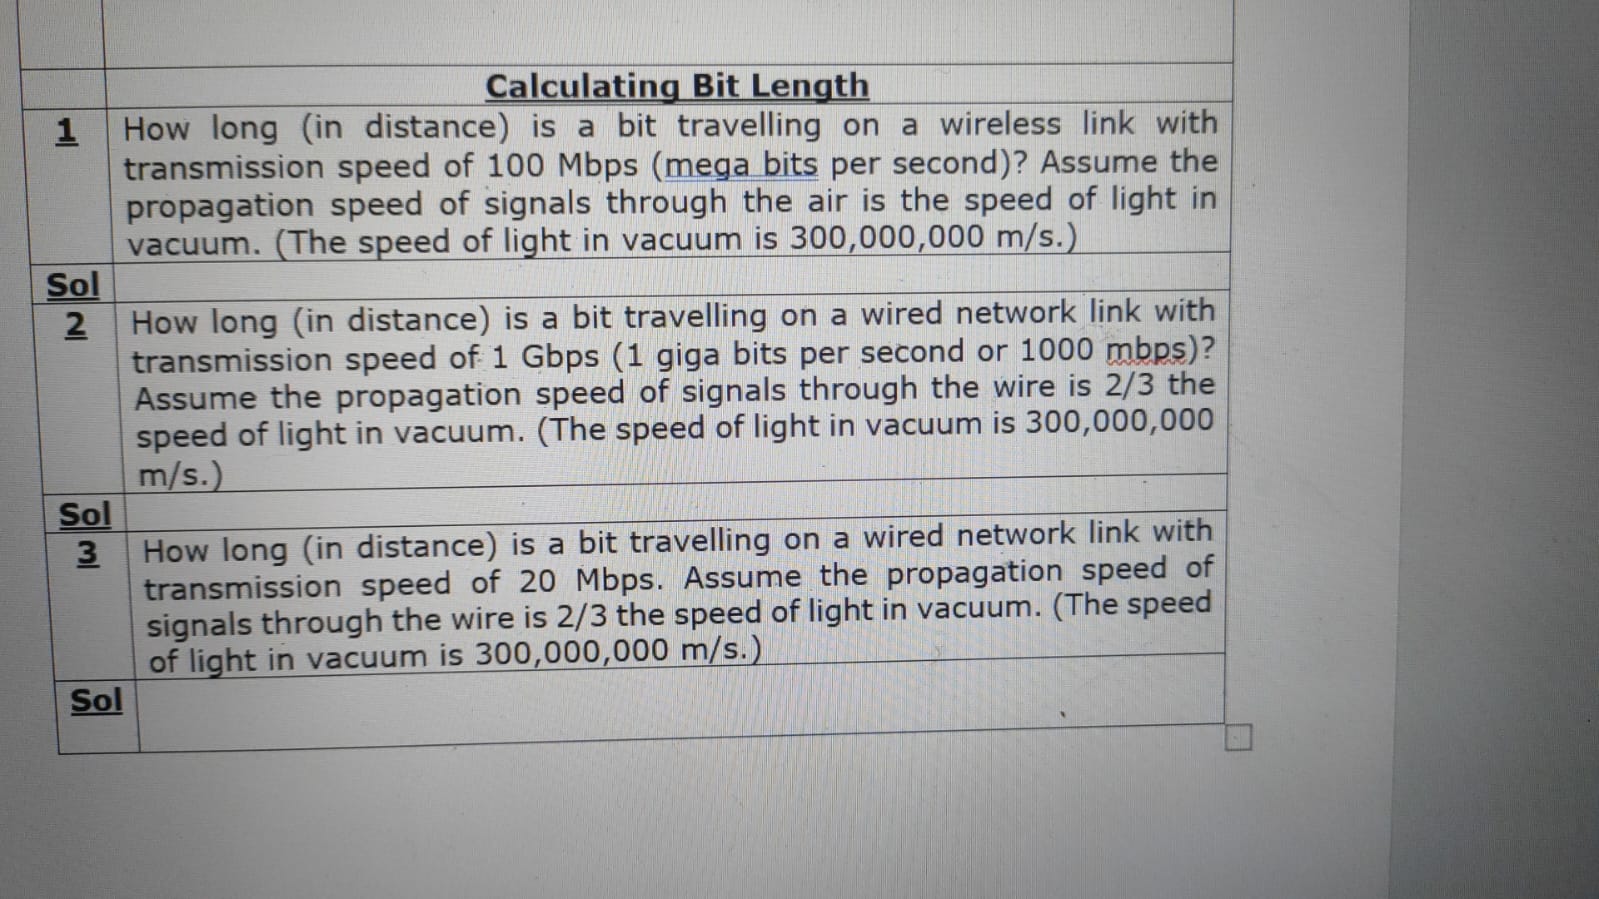 Calculating Bit Length
1 How long (in distance) is a bit travelling on a wireless link with
transmission speed of 100 Mbps (mega bits per second)? Assume the
propagation speed of signals through the air is the speed of light in
vacuum. (The speed of light in vacuum is 300,000,000 m/s.)
Sol
2 How long (in distance) is a bit travelling on a wired network link with
transmission speed of 1 Gbps (1 giga bits per second or 1000 mbps)?
Assume the propagation speed of signals through the wire is 2/3 the
speed of light in vacuum. (The speed of light in vacuum is 300,000,000
m/s.)
Sol
3 How long (in distance) is a bit travelling on a wired network link with
transmission speed of 20 Mbps. Assume the propagation speed of
signals through the wire is 2/3 the speed of light in vacuum. (The speed
of light in vacuum is 300,000,000 m/s.)
Sol